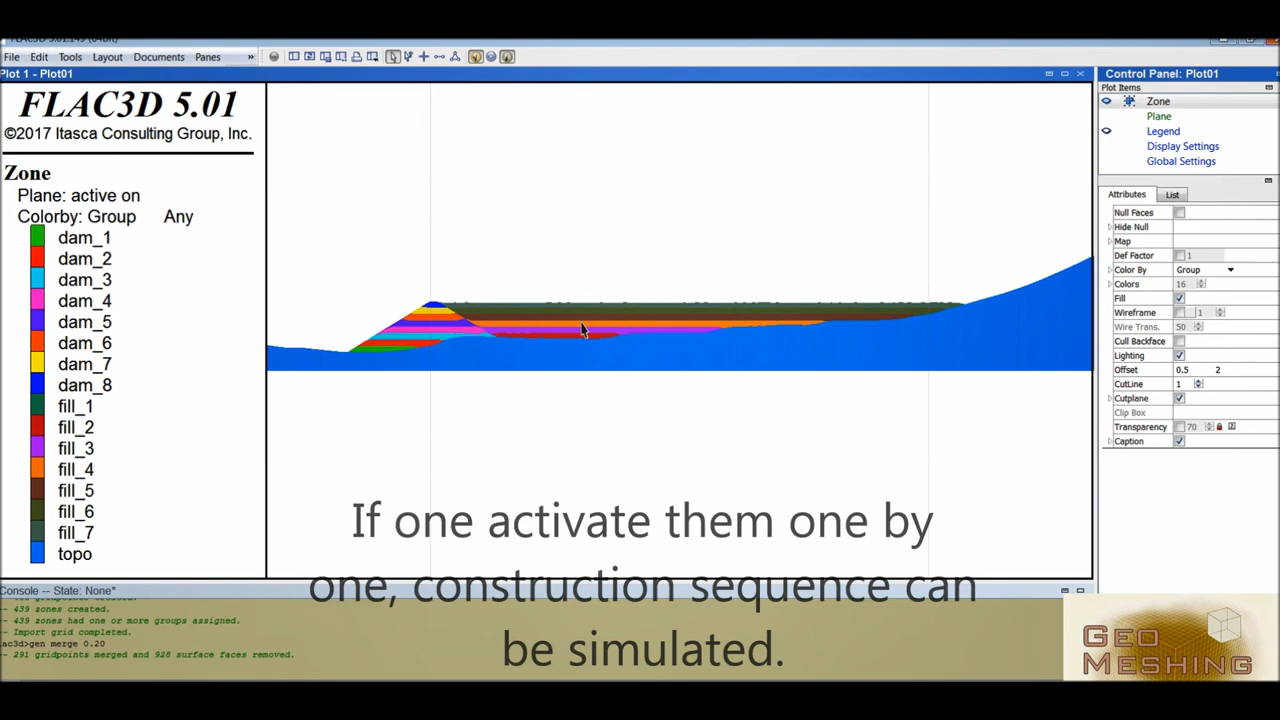 File Edit Tools Layout Documents Panes »
Plot 1 - Plot01
FLAC3D 5.01
©2017 Itasca Consulting Group, Inc.
Zone
Plane: active on
Colorby: Group Any
dam_1
dam_2
dam_3
dam_4
dam_5
dam_6
dam_7
dam_8
fill_1
fill_2
fill_3
fill_4
fill_5
fill_6
fill_7
topo
Control Panel: Plot01
Plot Items
Zone
Plane
Legend
Display Settings
Global Settings
Attributes List
Null Faces
Hide Null
Map
Def Factor 1
Color By Group
Colors 16
Fill
Wireframe 1
Wire Trans. 50
Cull Backface
Lighting
Offset 0.5 2
CutLine 1
Cutplane
Clip Box
Transparency 70
Caption
If one activate them one by
one, construction sequence can
be simulated.
Console -- State: None*
-- 439 zones created.
-- 439 zones had one or more groups assigned.
-- Import grid completed.
lac3d>gen merge 0.20
-- 291 gridpoints merged and 928 surface faces removed.
GEO
MESHING